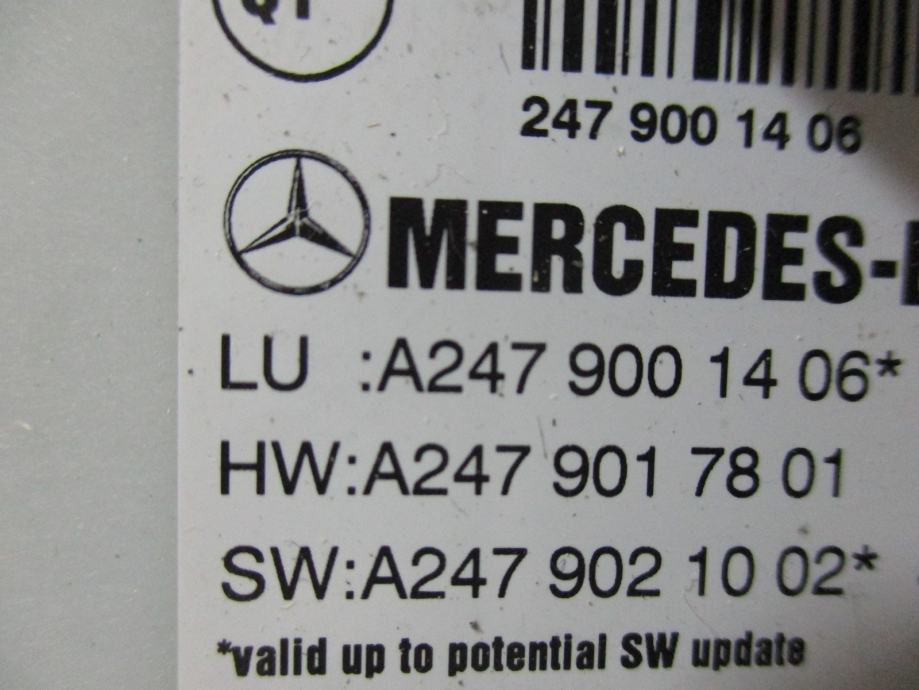 QT
247 900 14 06
MERCEDES-
LU :A247 900 14 06*
HW:A247 901 78 01
SW:A247 902 10 02*
*valid up to potential SW update